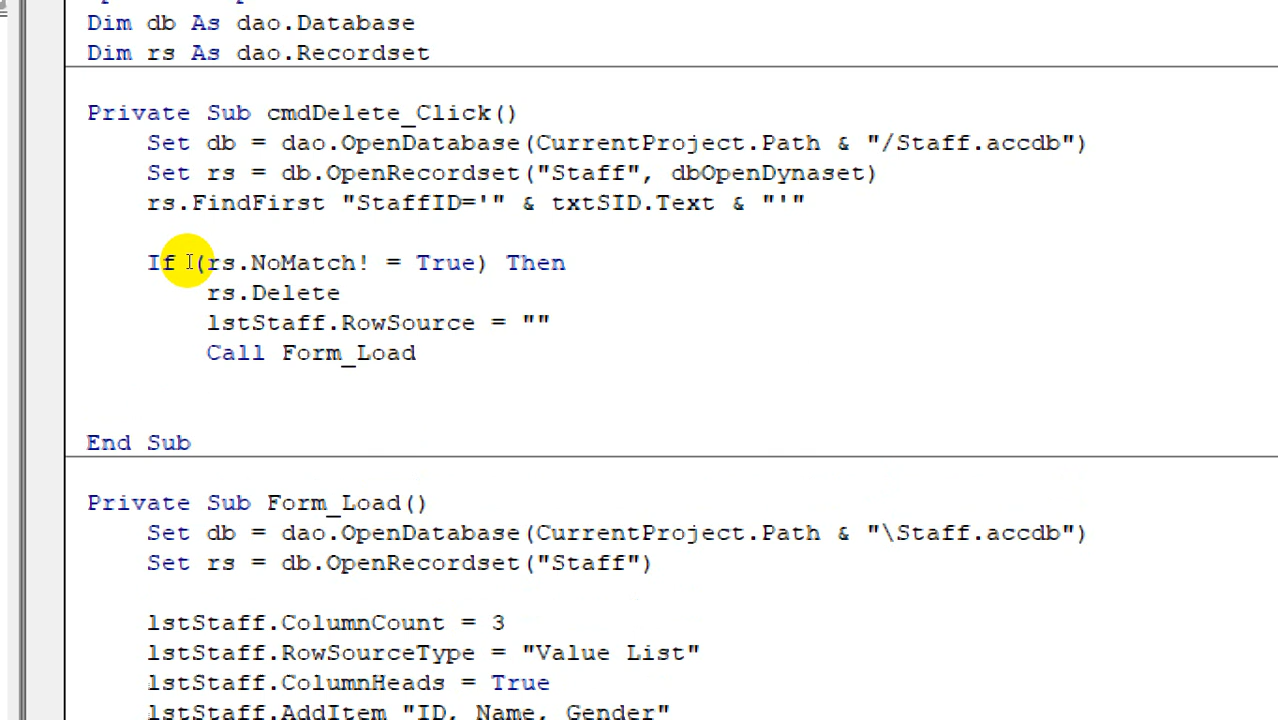 Dim db As dao.Database
Dim rs As dao.Recordset
Private Sub cmdDelete_Click()
Set db = dao.OpenDatabase(CurrentProject.Path & "/Staff.accdb")
Set rs = db.OpenRecordset("Staff", dbOpenDynaset)
rs.FindFirst "StaffID='" & txtSID.Text & "'"
If (rs.NoMatch! = True) Then
rs.Delete
lstStaff.RowSource = ""
Call Form_Load
End Sub
Private Sub Form_Load()
Set db = dao.OpenDatabase(CurrentProject.Path & "\Staff.accdb")
Set rs = db.OpenRecordset("Staff")
lstStaff.ColumnCount = 3
lstStaff.RowSourceType = "Value List"
lstStaff.ColumnHeads = True
lstStaff.AddItem "ID, Name, Gender"